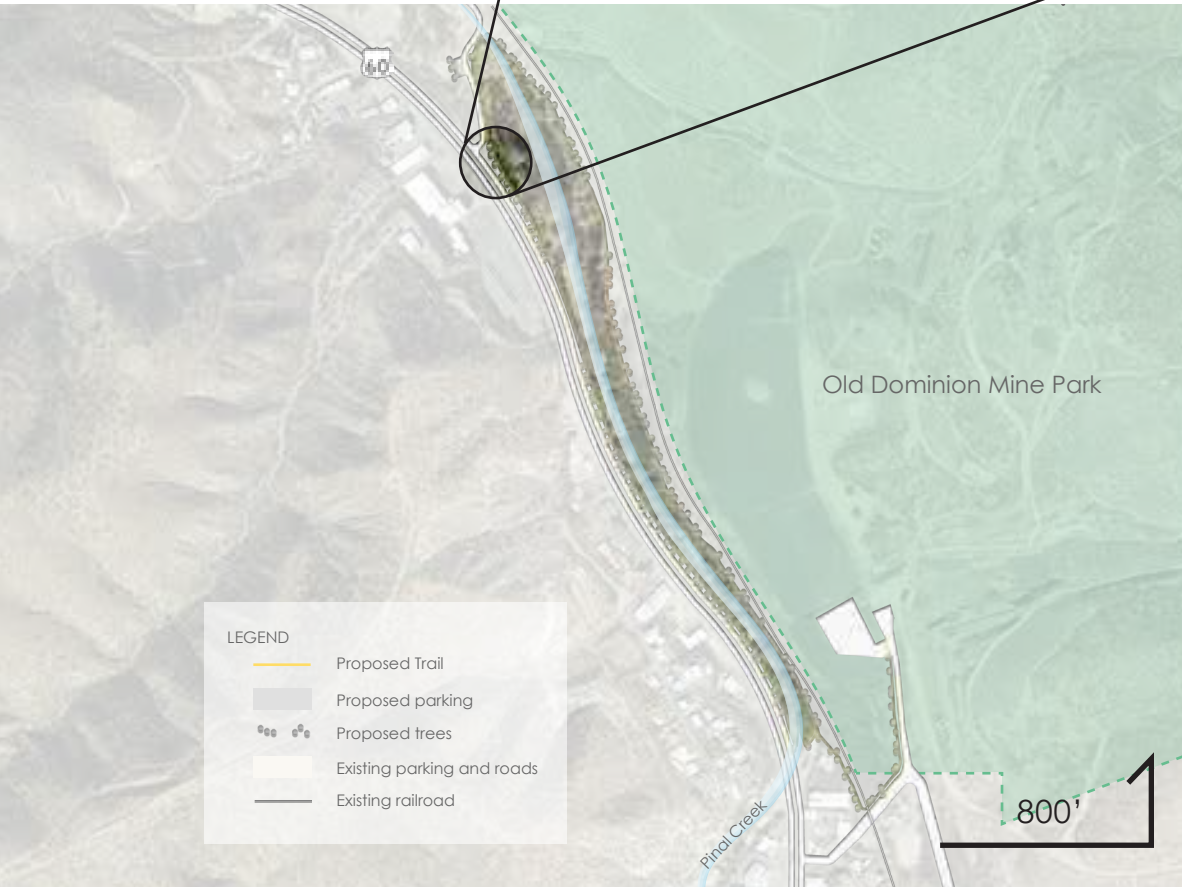 60
Old Dominion Mine Park
LEGEND
Proposed Trail
Proposed parking
Proposed trees
Existing parking and roads
Existing railroad
Pinal Creek
800'